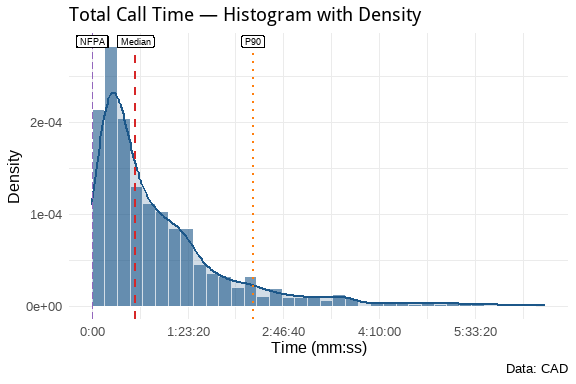 Total Call Time — Histogram with Density
NFPA
Median
P90
Density
2e-04
1e-04
0e+00
0:00
1:23:20
2:46:40
4:10:00
5:33:20
Time (mm:ss)
Data: CAD